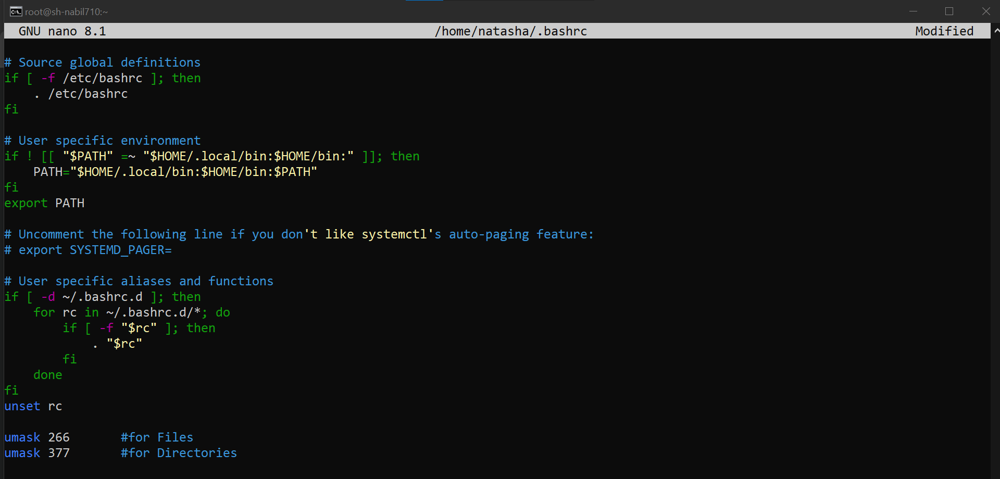 root@sh-nabil710:~
GNU nano 8.1 /home/natasha/.bashrc Modified
# Source global definitions
if [ -f /etc/bashrc ]; then
    . /etc/bashrc
fi
# User specific environment
if ! [[ "$PATH" =~ "$HOME/.local/bin:$HOME/bin:" ]]; then
    PATH="$HOME/.local/bin:$HOME/bin:$PATH"
fi
export PATH
# Uncomment the following line if you don't like systemctl's auto-paging feature:
# export SYSTEMD_PAGER=
# User specific aliases and functions
if [ -d ~/.bashrc.d ]; then
    for rc in ~/.bashrc.d/*; do
        if [ -f "$rc" ]; then
            . "$rc"
        fi
    done
fi
unset rc
umask 266       #for Files
umask 377       #for Directories